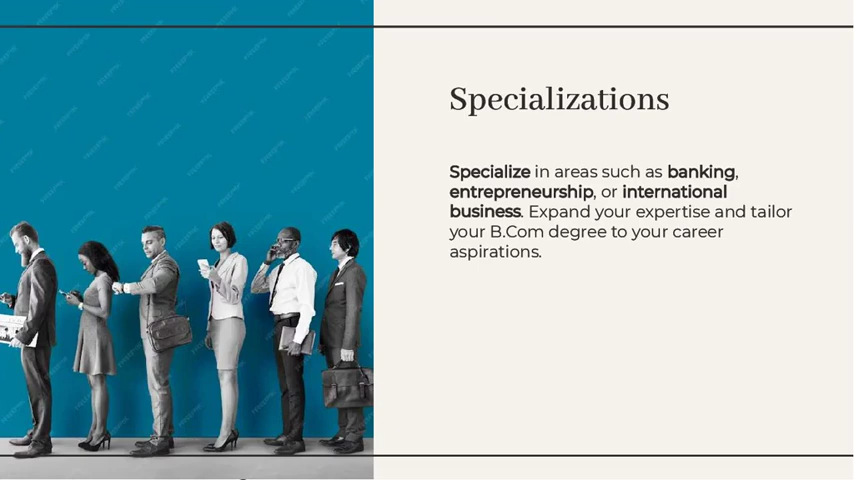 Specializations
Specialize in areas such as banking,
entrepreneurship, or international
business. Expand your expertise and tailor
your B.Com degree to your career
aspirations.